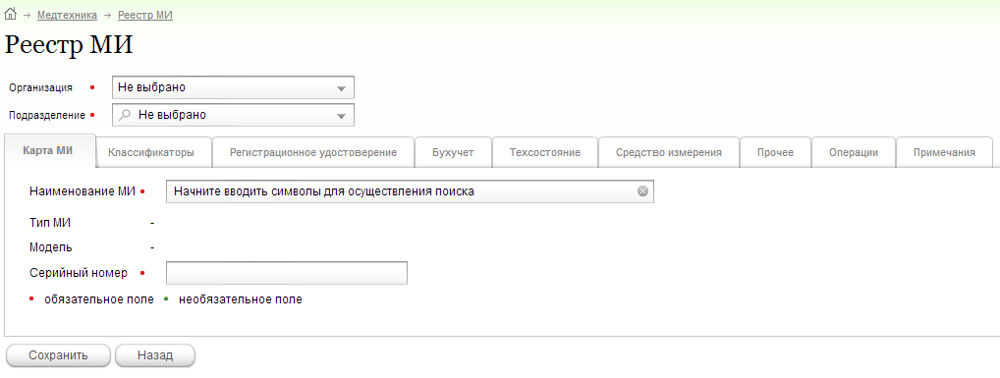 Медтехника Реестр МИ
Реестр МИ
Организация Не выбрано
Подразделение Не выбрано
Карта МИ Классификаторы Регистрационное удостоверение Бухучет Техсостояние Средство измерения Прочее Операции Примечания
Наименование МИ Начните вводить символы для осуществления поиска
Тип МИ -
Модель -
Серийный номер
обязательное поле необязательное поле
Сохранить Назад